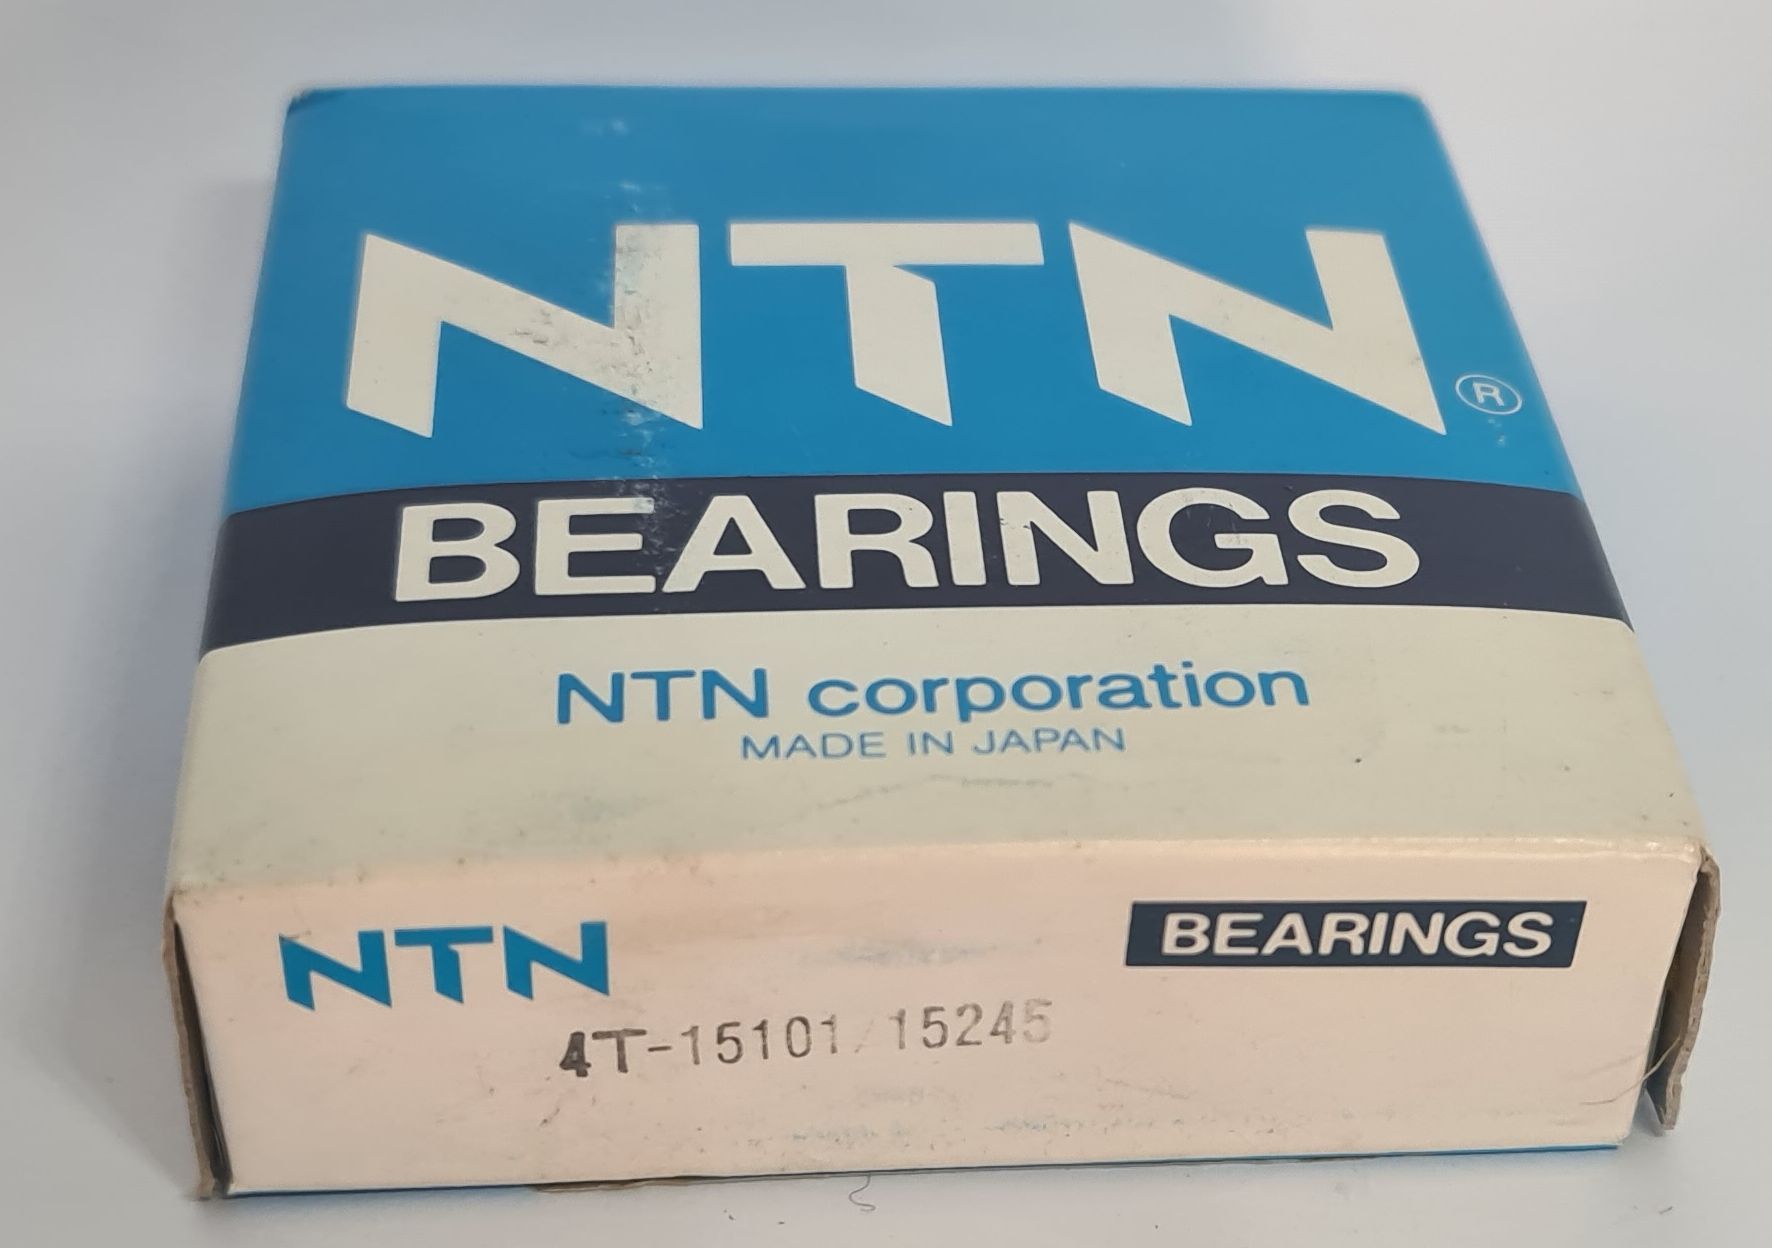 NTN®
BEARINGS
NTN corporation
MADE IN JAPAN
NTN BEARINGS
4T-15101/15245